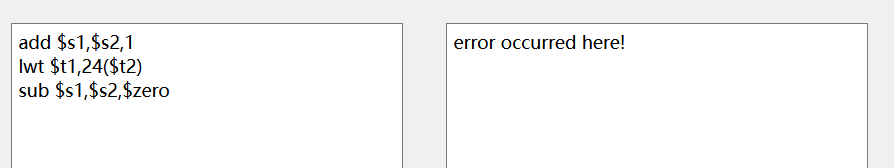 add $s1,$s2,1
lwt $t1,24($t2)
sub $s1,$s2,$zero
error occurred here!